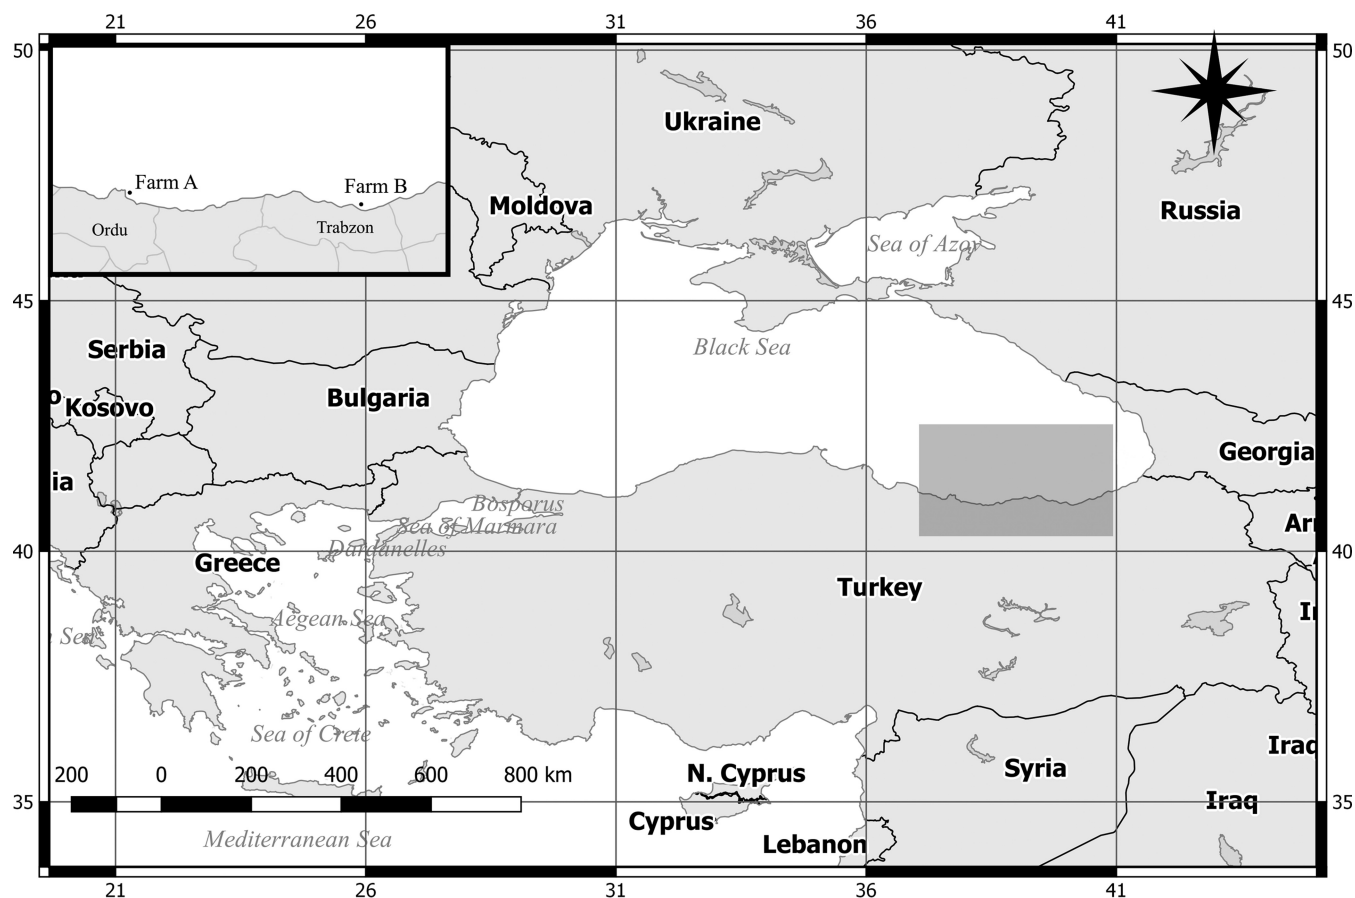 21 26 31 36 41
50 50
Ukraine
Farm A
Farm B
Moldova
Russia
Ordu
Trabzon
Sea of Azov
45 45
Serbia
Black Sea
o
Kosovo
Bulgaria
Georgia
ia
Bosporus
Ar
Sea of Marmara
Dardanelles
40 40
Greece
Turkey
Aegean Sea
n Sea
Sea of Crete
Iraq
200 0 200 400 600 800 km
N. Cyprus
Syria
35 35
Iraq
Cyprus
Mediterranean Sea
Lebanon
21 26 31 36 41